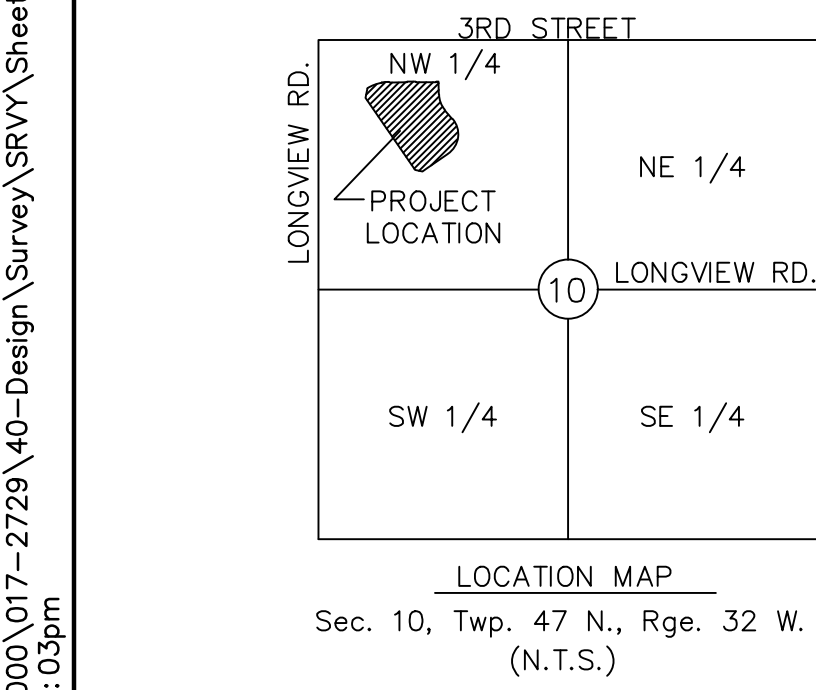 000\017-2729\40-Design\Survey\SRVY\Sheet
: 03pm
3RD STREET
NW 1/4
LONGVIEW RD.
NE 1/4
PROJECT
LOCATION
LONGVIEW RD.
10
SW 1/4
SE 1/4
LOCATION MAP
Sec. 10, Twp. 47 N., Rge. 32 W.
(N.T.S.)